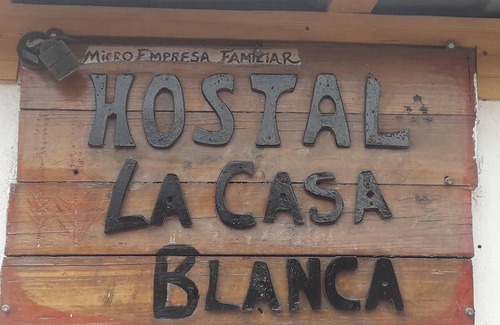 MICRO EMPRESA FAMILIAR
HOSTAL
LA CASA
BLANCA